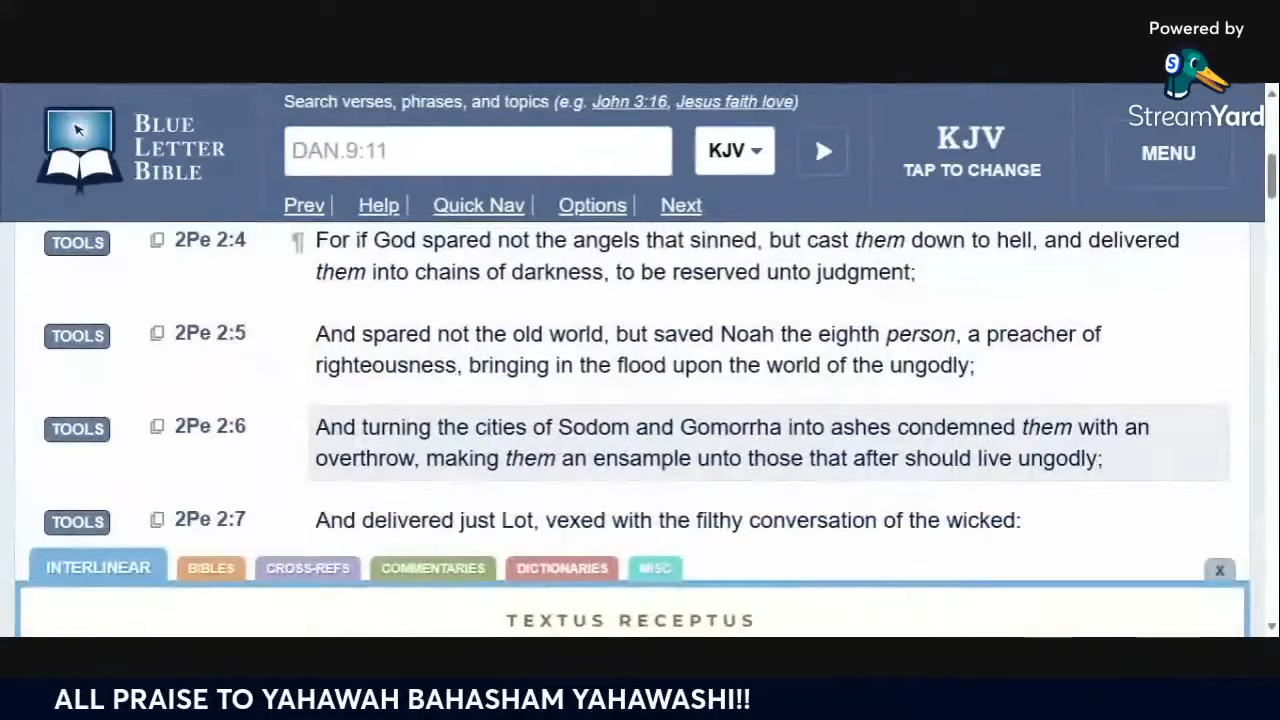 Powered by
StreamYard
BLUE
LETTER
BIBLE
Search verses, phrases, and topics (e.g. John 3:16, Jesus faith love)
DAN.9:11
KJV
KJV
TAP TO CHANGE
MENU
Prev | Help | Quick Nav | Options | Next
TOOLS 2Pe 2:4 ¶ For if God spared not the angels that sinned, but cast them down to hell, and delivered
them into chains of darkness, to be reserved unto judgment;
TOOLS 2Pe 2:5 And spared not the old world, but saved Noah the eighth person, a preacher of
righteousness, bringing in the flood upon the world of the ungodly;
TOOLS 2Pe 2:6 And turning the cities of Sodom and Gomorrha into ashes condemned them with an
overthrow, making them an ensample unto those that after should live ungodly;
TOOLS 2Pe 2:7 And delivered just Lot, vexed with the filthy conversation of the wicked:
INTERLINEAR BIBLES CROSS-REFS COMMENTARIES DICTIONARIES MISC X
TEXTUS RECEPTUS
ALL PRAISE TO YAHAWAH BAHASHAM YAHAWASHI!!